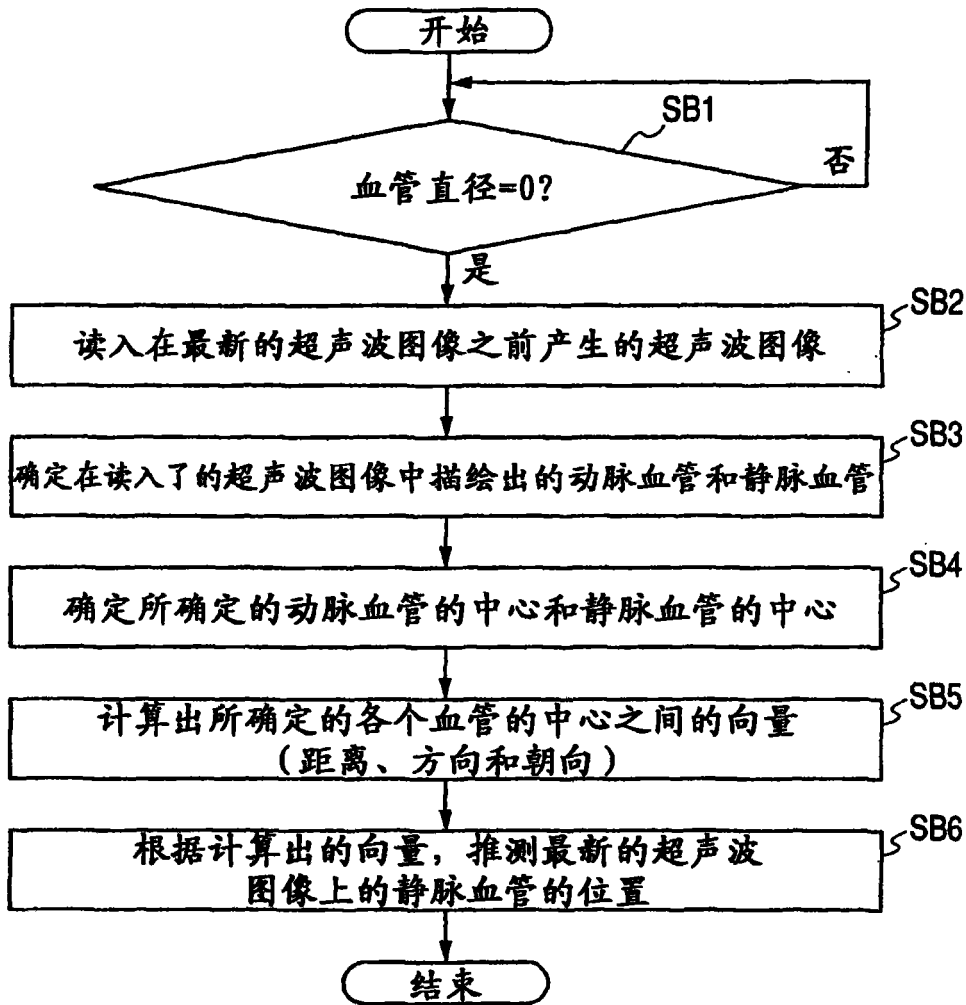 开始
SB1
否
血管直径=0?
是
SB2
读入在最新的超声波图像之前产生的超声波图像
SB3
确定在读入了的超声波图像中描绘出的动脉血管和静脉血管
SB4
确定所确定的动脉血管的中心和静脉血管的中心
SB5
计算出所确定的各个血管的中心之间的向量
(距离、方向和朝向)
SB6
根据计算出的向量，推测最新的超声波
图像上的静脉血管的位置
结束